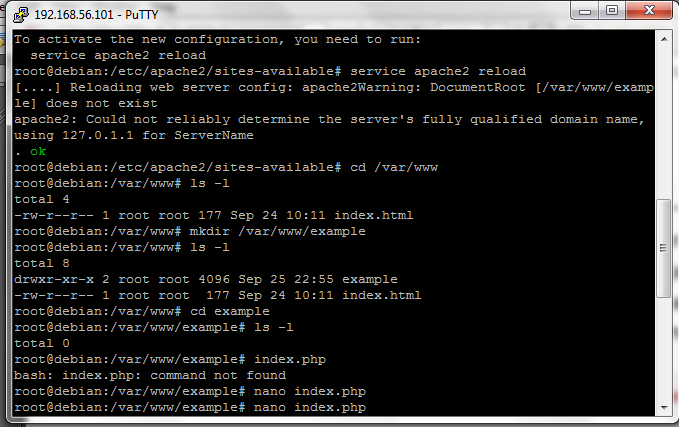 192.168.56.101 - PuTTY
To activate the new configuration, you need to run:
  service apache2 reload
root@debian:/etc/apache2/sites-available# service apache2 reload
[....] Reloading web server config: apache2Warning: DocumentRoot [/var/www/examp
le] does not exist
apache2: Could not reliably determine the server's fully qualified domain name,
using 127.0.1.1 for ServerName
. ok
root@debian:/etc/apache2/sites-available# cd /var/www
root@debian:/var/www# ls -l
total 4
-rw-r--r-- 1 root root 177 Sep 24 10:11 index.html
root@debian:/var/www# mkdir /var/www/example
root@debian:/var/www# ls -l
total 8
drwxr-xr-x 2 root root 4096 Sep 25 22:55 example
-rw-r--r-- 1 root root  177 Sep 24 10:11 index.html
root@debian:/var/www# cd example
root@debian:/var/www/example# ls -l
total 0
root@debian:/var/www/example# index.php
bash: index.php: command not found
root@debian:/var/www/example# nano index.php
root@debian:/var/www/example# nano index.php